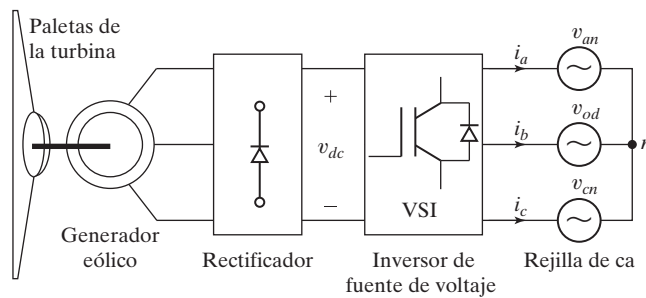 Paletas de
la turbina
Generador
eólico
Rectificador
+
v_dc
−
VSI
Inversor de
fuente de voltaje
i_a
i_b
i_c
v_an
v_od
v_cn
n
Rejilla de ca